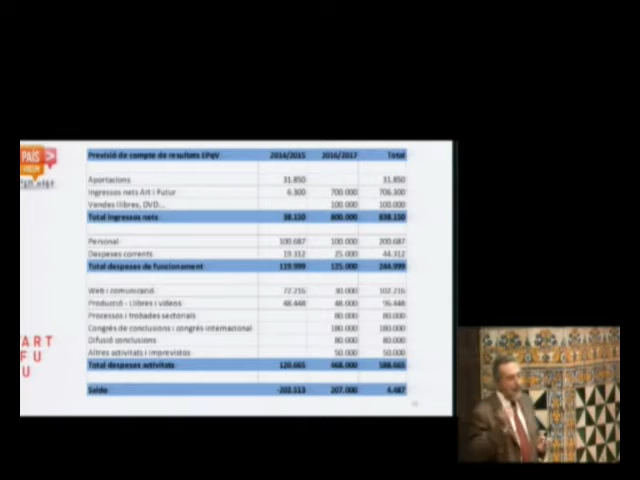 PAÍS
Previsió de compte de resultats EPqV 2014/2015 2016/2017 Total
Aportacions 31.850 31.850
Ingressos nets Art i Futur 6.300 700.000 706.300
Vendes llibres, DVD... 100.000 100.000
Total ingressos nets 38.150 800.000 838.150
Personal 100.687 100.000 200.687
Despeses corrents 19.312 25.000 44.312
Total despeses de funcionament 119.999 125.000 244.999
Web i comunicació 72.216 30.000 102.216
Producció - Llibres i vídeos 48.448 48.000 96.448
Processos i trobades sectorials 80.000 80.000
Congrés de conclusions i congrés internacional 180.000 180.000
Difusió conclusions 80.000 80.000
Altres activitats i imprevistos 50.000 50.000
Total despeses activitats 120.665 468.000 588.665
Saldo -202.513 207.000 4.487
ART
FU
U